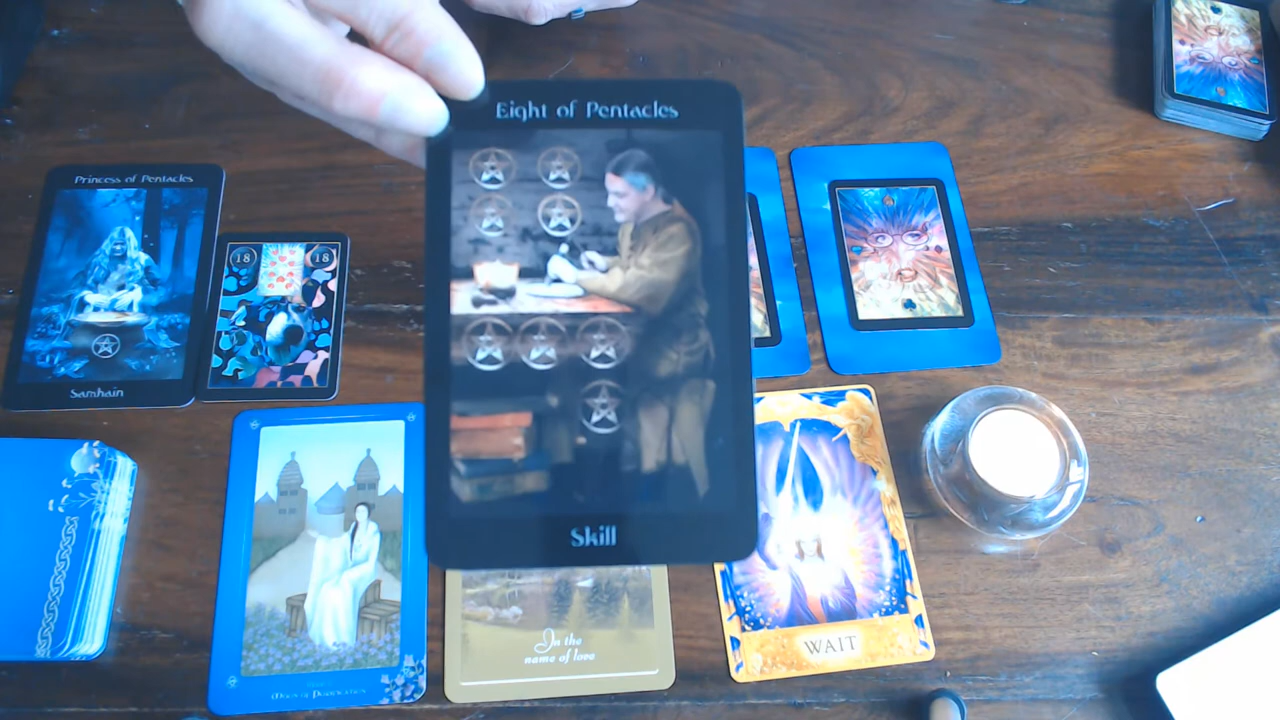 Eight of Pentacles
Skill
Princess of Pentacles
Samhain
18 18
In the
name of love
WAIT